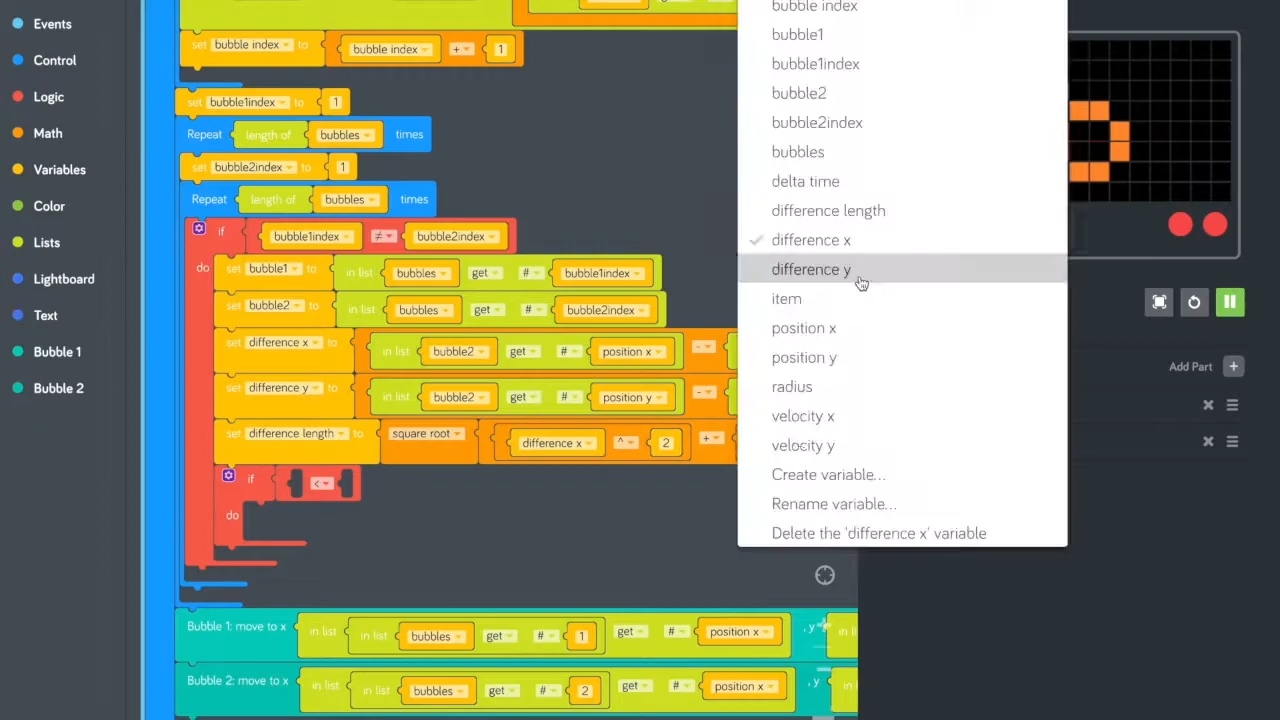 Events
Control
Logic
Math
Variables
Color
Lists
Lightboard
Text
Bubble 1
Bubble 2
set bubble index to bubble index + 1
set bubble1index to 1
Repeat length of bubbles times
set bubble2index to 1
Repeat length of bubbles times
if bubble1index ≠ bubble2index
do set bubble1 to in list bubbles get # bubble1index
set bubble2 to in list bubbles get # bubble2index
set difference x to in list bubble2 get # position x -
set difference y to in list bubble2 get # position y -
set difference length to square root difference x ^ 2 +
if <
do
Bubble 1: move to x in list in list bubbles get # 1 get # position x , y in li
Bubble 2: move to x in list in list bubbles get # 2 get # position x , y in l
bubble index
bubble1
bubble1index
bubble2
bubble2index
bubbles
delta time
difference length
difference x
difference y
item
position x
position y
radius
velocity x
velocity y
Create variable...
Rename variable...
Delete the 'difference x' variable
Add Part +